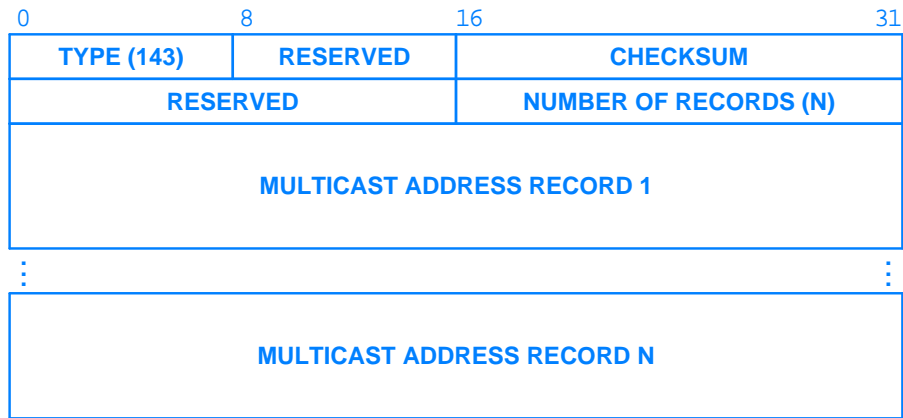 0 8 16 31
TYPE (143) RESERVED CHECKSUM
RESERVED NUMBER OF RECORDS (N)
MULTICAST ADDRESS RECORD 1
MULTICAST ADDRESS RECORD N